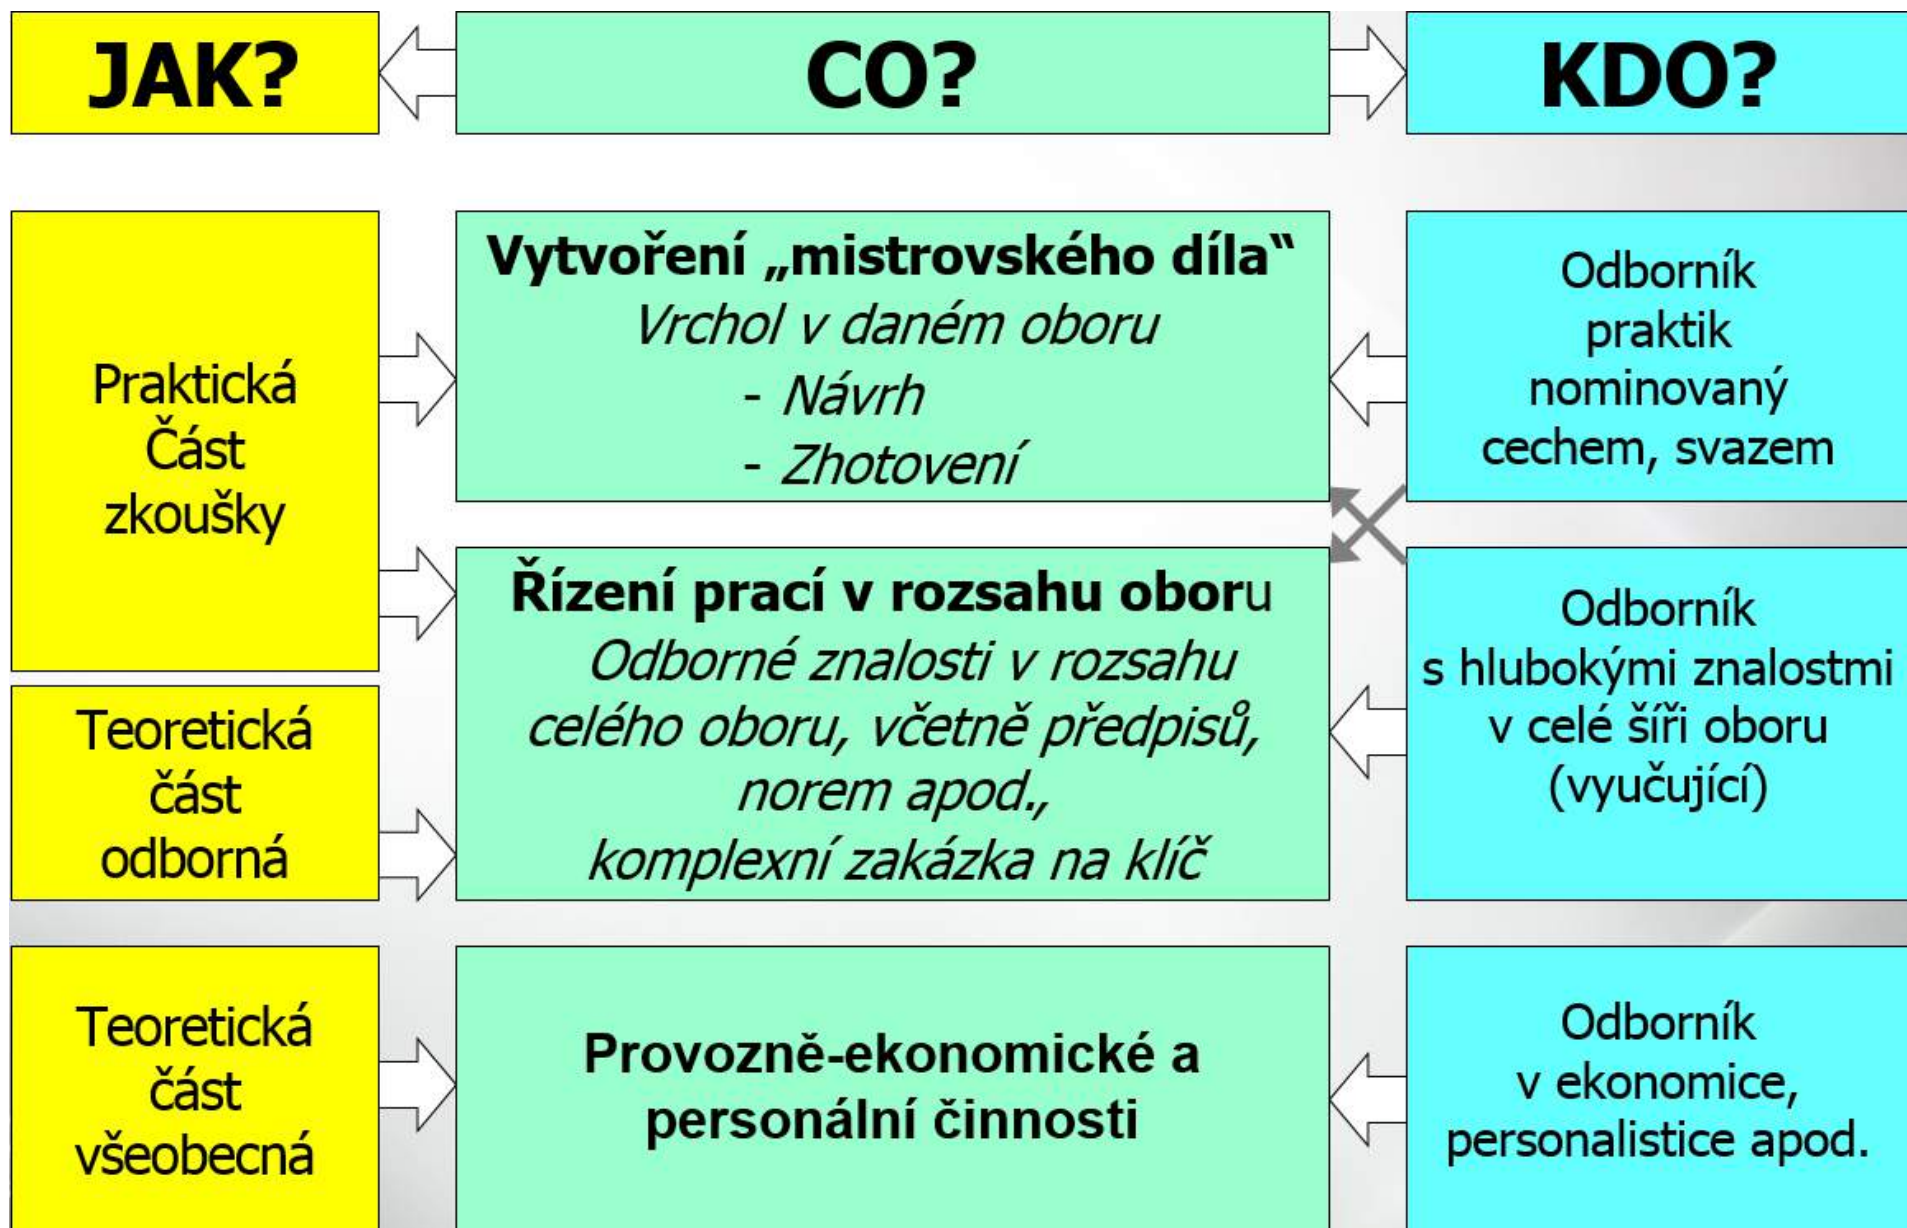 JAK?
CO?
KDO?
Praktická
Část
zkoušky
Vytvoření „mistrovského díla“
Vrchol v daném oboru
- Návrh
- Zhotovení
Odborník
praktik
nominovaný
cechem, svazem
Teoretická
část
odborná
Řízení prací v rozsahu oboru
Odborné znalosti v rozsahu
celého oboru, včetně předpisů,
norem apod.,
komplexní zakázka na klíč
Odborník
s hlubokými znalostmi
v celé šíři oboru
(vyučující)
Teoretická
část
všeobecná
Provozně-ekonomické a
personální činnosti
Odborník
v ekonomice,
personalistice apod.